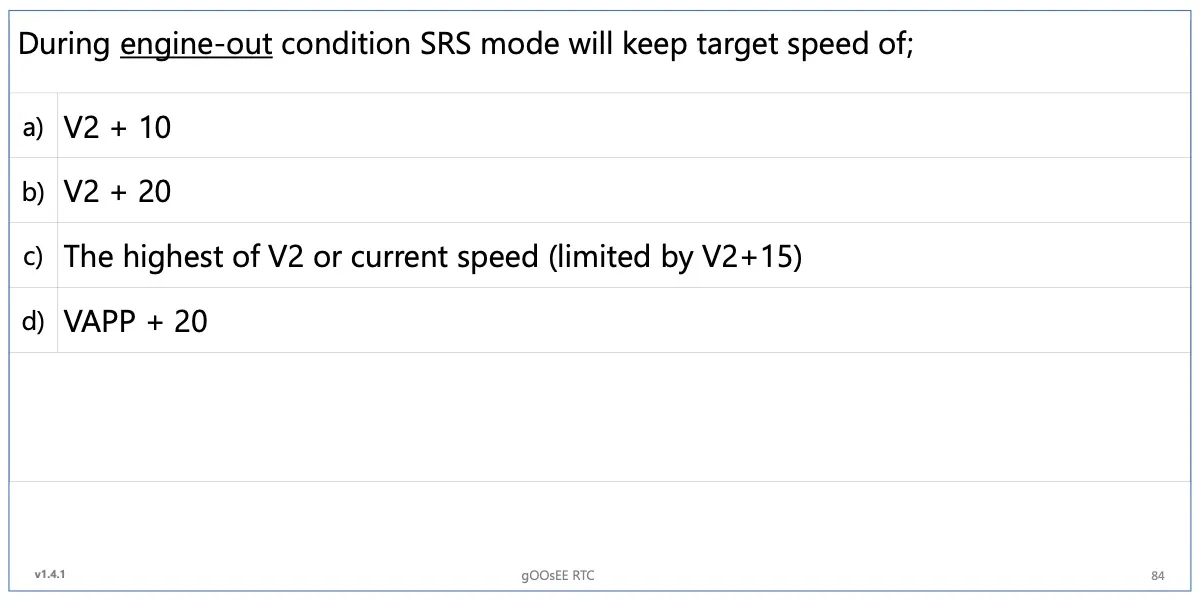 During engine-out condition SRS mode will keep target speed of;
a) V2 + 10
b) V2 + 20
c) The highest of V2 or current speed (limited by V2+15)
d) VAPP + 20
v1.4.1 gOOsEE RTC 84